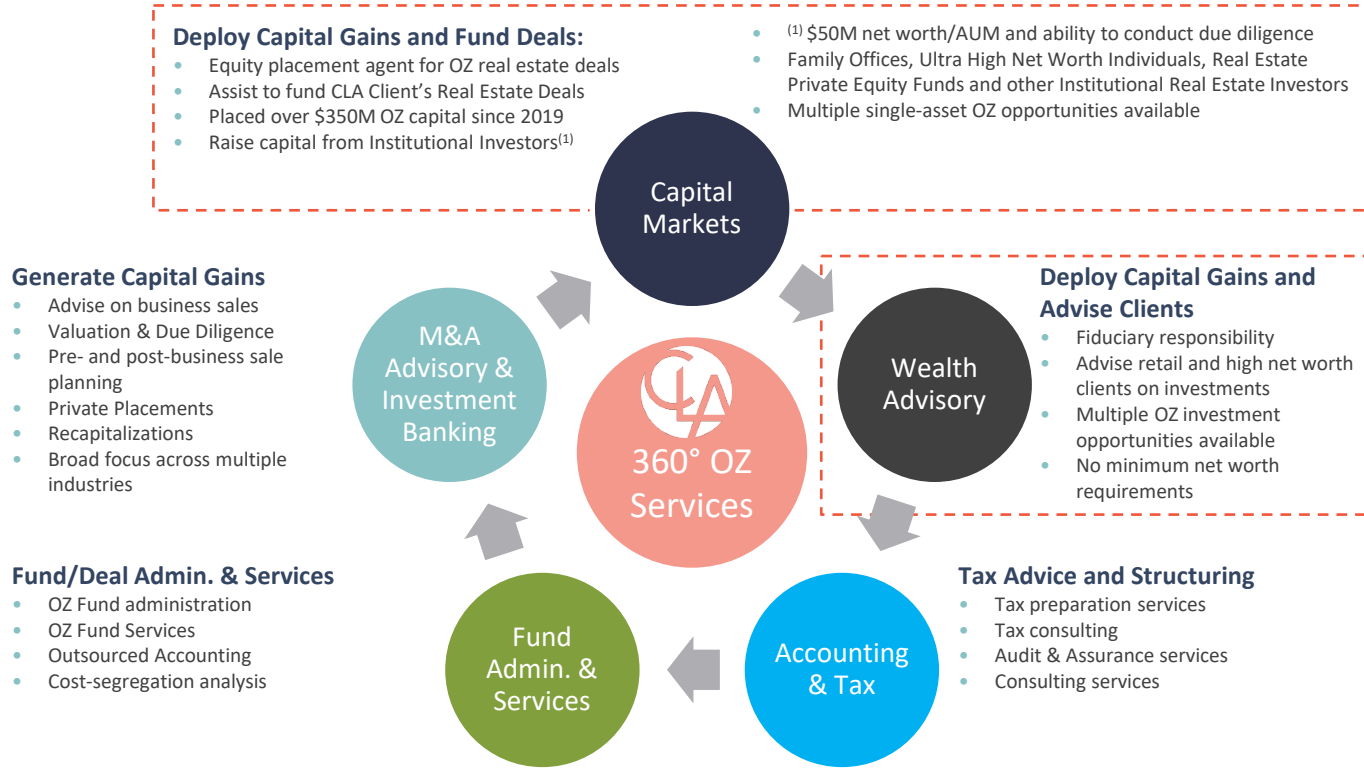 Deploy Capital Gains and Fund Deals:
• Equity placement agent for OZ real estate deals
• Assist to fund CLA Client's Real Estate Deals
• Placed over $350M OZ capital since 2019
• Raise capital from Institutional Investors(1)
• (1) $50M net worth/AUM and ability to conduct due diligence
• Family Offices, Ultra High Net Worth Individuals, Real Estate
Private Equity Funds and other Institutional Real Estate Investors
• Multiple single-asset OZ opportunities available
Capital
Markets
Generate Capital Gains
• Advise on business sales
• Valuation & Due Diligence
• Pre- and post-business sale
planning
• Private Placements
• Recapitalizations
• Broad focus across multiple
industries
M&A
Advisory &
Investment
Banking
CLA
360° OZ
Services
Wealth
Advisory
Deploy Capital Gains and
Advise Clients
• Fiduciary responsibility
• Advise retail and high net worth
clients on investments
• Multiple OZ investment
opportunities available
• No minimum net worth
requirements
Fund/Deal Admin. & Services
• OZ Fund administration
• OZ Fund Services
• Outsourced Accounting
• Cost-segregation analysis
Fund
Admin. &
Services
Accounting
& Tax
Tax Advice and Structuring
• Tax preparation services
• Tax consulting
• Audit & Assurance services
• Consulting services